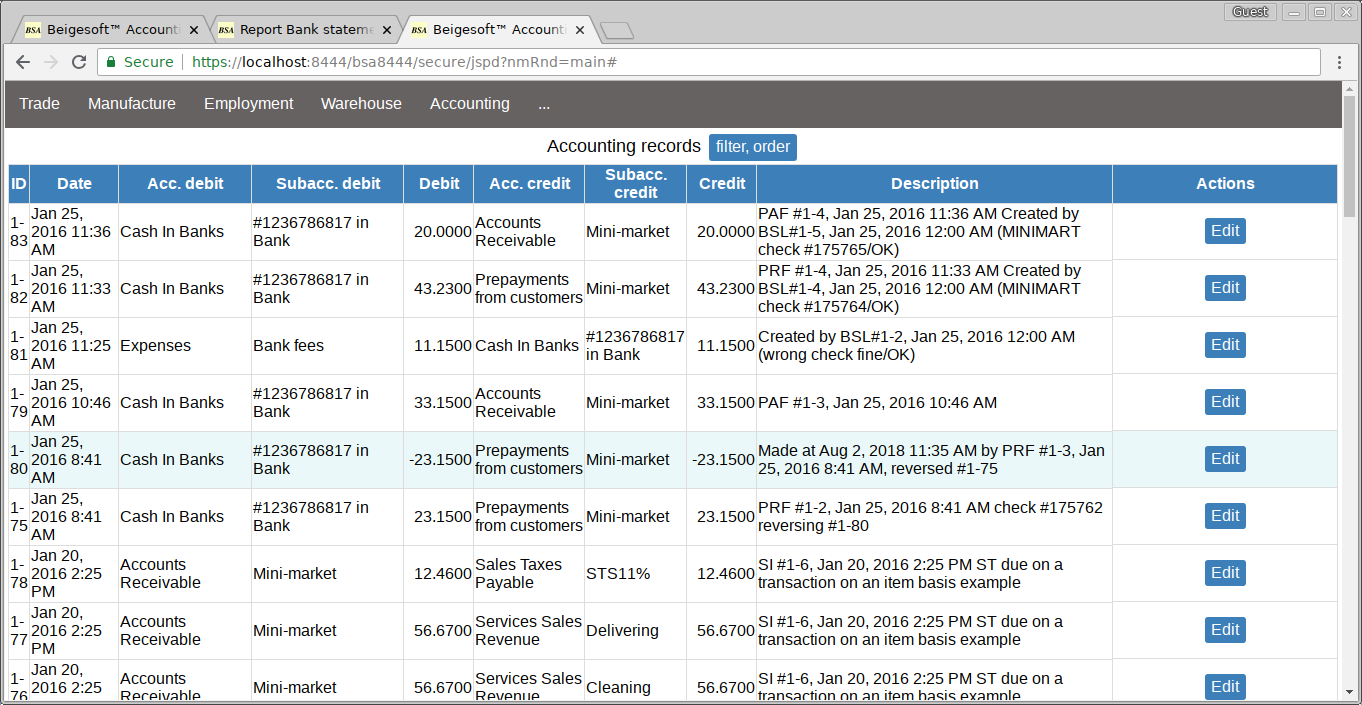 Guest
BSA Beigesoft™ Accounti
BSA Report Bank stateme
BSA Beigesoft™ Accounti
Secure https://localhost:8444/bsa8444/secure/jspd?nmRnd=main#
Trade Manufacture Employment Warehouse Accounting ...
Accounting records filter, order
ID Date Acc. debit Subacc. debit Debit Acc. credit Subacc. credit Credit Description Actions
1-83 Jan 25, 2016 11:36 AM Cash In Banks #1236786817 in Bank 20.0000 Accounts Receivable Mini-market 20.0000 PAF #1-4, Jan 25, 2016 11:36 AM Created by BSL#1-5, Jan 25, 2016 12:00 AM (MINIMART check #175765/OK) Edit
1-82 Jan 25, 2016 11:33 AM Cash In Banks #1236786817 in Bank 43.2300 Prepayments from customers Mini-market 43.2300 PRF #1-4, Jan 25, 2016 11:33 AM Created by BSL#1-4, Jan 25, 2016 12:00 AM (MINIMART check #175764/OK) Edit
1-81 Jan 25, 2016 11:25 AM Expenses Bank fees 11.1500 Cash In Banks #1236786817 in Bank 11.1500 Created by BSL#1-2, Jan 25, 2016 12:00 AM (wrong check fine/OK) Edit
1-79 Jan 25, 2016 10:46 AM Cash In Banks #1236786817 in Bank 33.1500 Accounts Receivable Mini-market 33.1500 PAF #1-3, Jan 25, 2016 10:46 AM Edit
1-80 Jan 25, 2016 8:41 AM Cash In Banks #1236786817 in Bank -23.1500 Prepayments from customers Mini-market -23.1500 Made at Aug 2, 2018 11:35 AM by PRF #1-3, Jan 25, 2016 8:41 AM, reversed #1-75 Edit
1-75 Jan 25, 2016 8:41 AM Cash In Banks #1236786817 in Bank 23.1500 Prepayments from customers Mini-market 23.1500 PRF #1-2, Jan 25, 2016 8:41 AM check #175762 reversing #1-80 Edit
1-78 Jan 20, 2016 2:25 PM Accounts Receivable Mini-market 12.4600 Sales Taxes Payable STS11% 12.4600 SI #1-6, Jan 20, 2016 2:25 PM ST due on a transaction on an item basis example Edit
1-77 Jan 20, 2016 2:25 PM Accounts Receivable Mini-market 56.6700 Services Sales Revenue Delivering 56.6700 SI #1-6, Jan 20, 2016 2:25 PM ST due on a transaction on an item basis example Edit
1-76 Jan 20, 2016 2:25 Accounts Receivable Mini-market 56.6700 Services Sales Revenue Cleaning 56.6700 SI #1-6, Jan 20, 2016 2:25 PM ST due on a transaction on an item basis example Edit